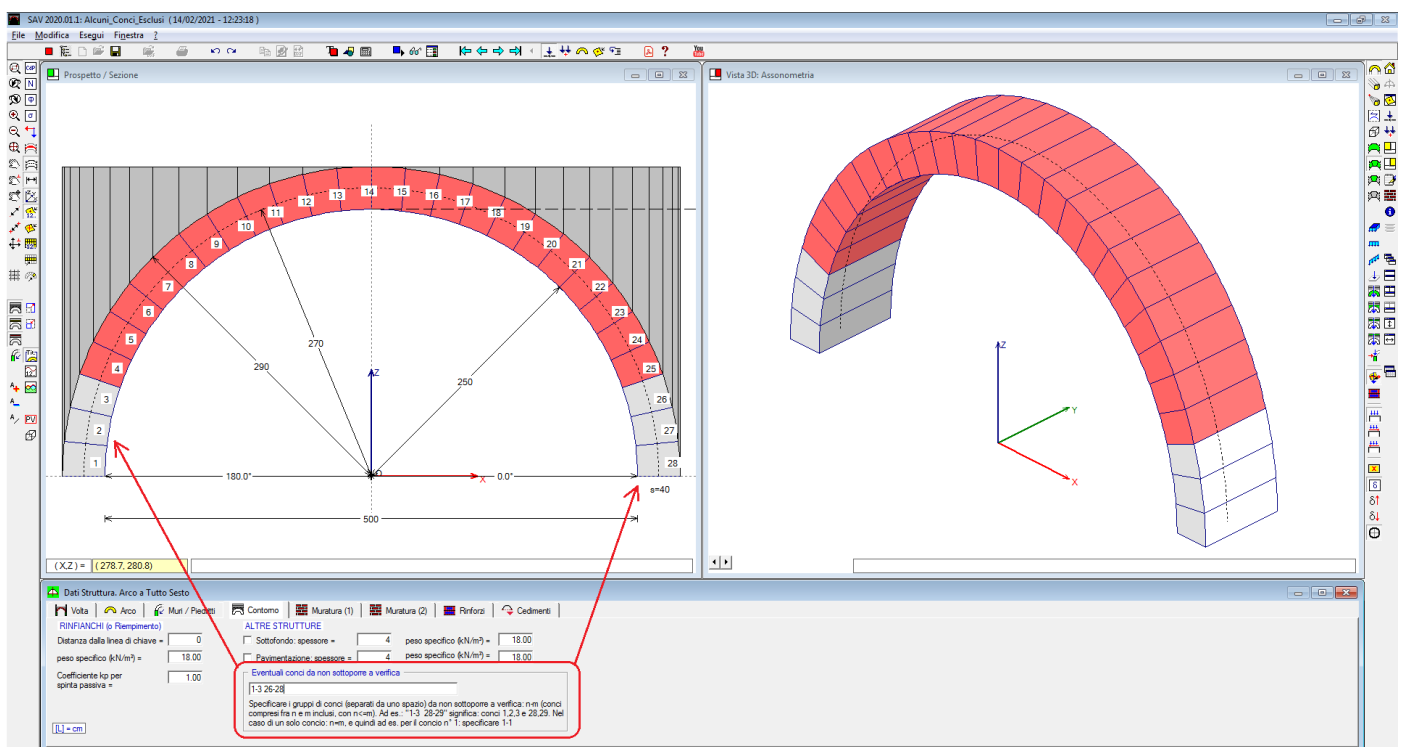 SAV 2020.01.1: Alcuni_Conci_Esclusi ( 14/02/2021 - 12:23:18 )
File Modifica Esegui Finestra ?
Prospetto / Sezione
Vista 3D: Assonometria
1
2
3
4
5
6
7
8
9
10
11
12
13
14
15
16
17
18
19
20
21
22
23
24
25
26
27
28
290
270
250
Z
X
O
180.0°
0.0°
s=40
500
( X,Z ) = ( 278.7, 280.8)
Z
Y
X
Dati Struttura. Arco a Tutto Sesto
Volta Arco Muri / Piedritti Contorno Muratura (1) Muratura (2) Rinforzi Cedimenti
RINFIANCHI (o Riempimento)
Distanza dalla linea di chiave = 0
peso specifico (kN/m³) = 18.00
Coefficiente kp per
spinta passiva = 1.00
[L] = cm
ALTRE STRUTTURE
Sottofondo: spessore = 4 peso specifico (kN/m³) = 18.00
Pavimentazione: spessore = 4 peso specifico (kN/m³) = 18.00
Eventuali conci da non sottoporre a verifica
1-3 26-28
Specificare i gruppi di conci (separati da uno spazio) da non sottoporre a verifica: n-m (conci
compresi fra n e m inclusi, con n<=m). Ad es.: "1-3 28-29" significa: conci 1,2,3 e 28,29. Nel
caso di un solo concio: n=m, e quindi ad es. per il concio n° 1: specificare 1-1